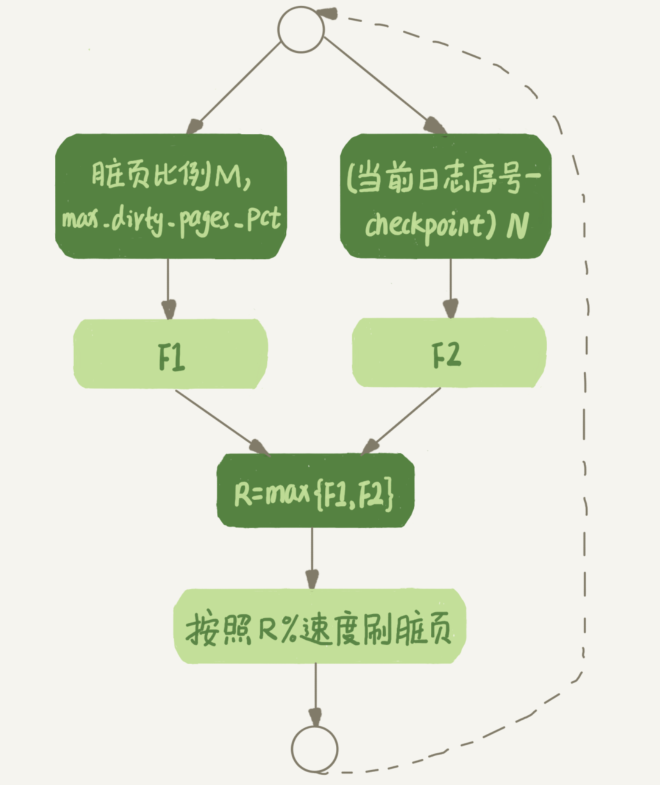 脏页比例M,
max_dirty_pages_pct
(当前日志序号-
checkpoint) N
F1
F2
R=max{F1,F2}
按照R%速度刷脏页